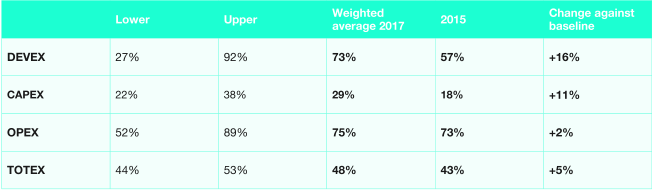 Lower Upper Weighted average 2017 2015 Change against baseline
DEVEX 27% 92% 73% 57% +16%
CAPEX 22% 38% 29% 18% +11%
OPEX 52% 89% 75% 73% +2%
TOTEX 44% 53% 48% 43% +5%